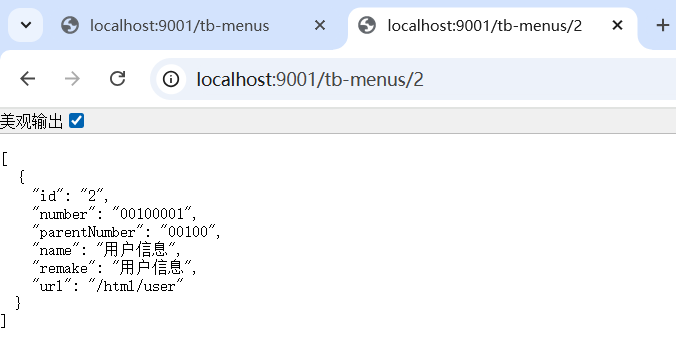 localhost:9001/tb-menus
localhost:9001/tb-menus/2
localhost:9001/tb-menus/2
美观输出
[
  {
    "id": "2",
    "number": "00100001",
    "parentNumber": "00100",
    "name": "用户信息",
    "remake": "用户信息",
    "url": "/html/user"
  }
]